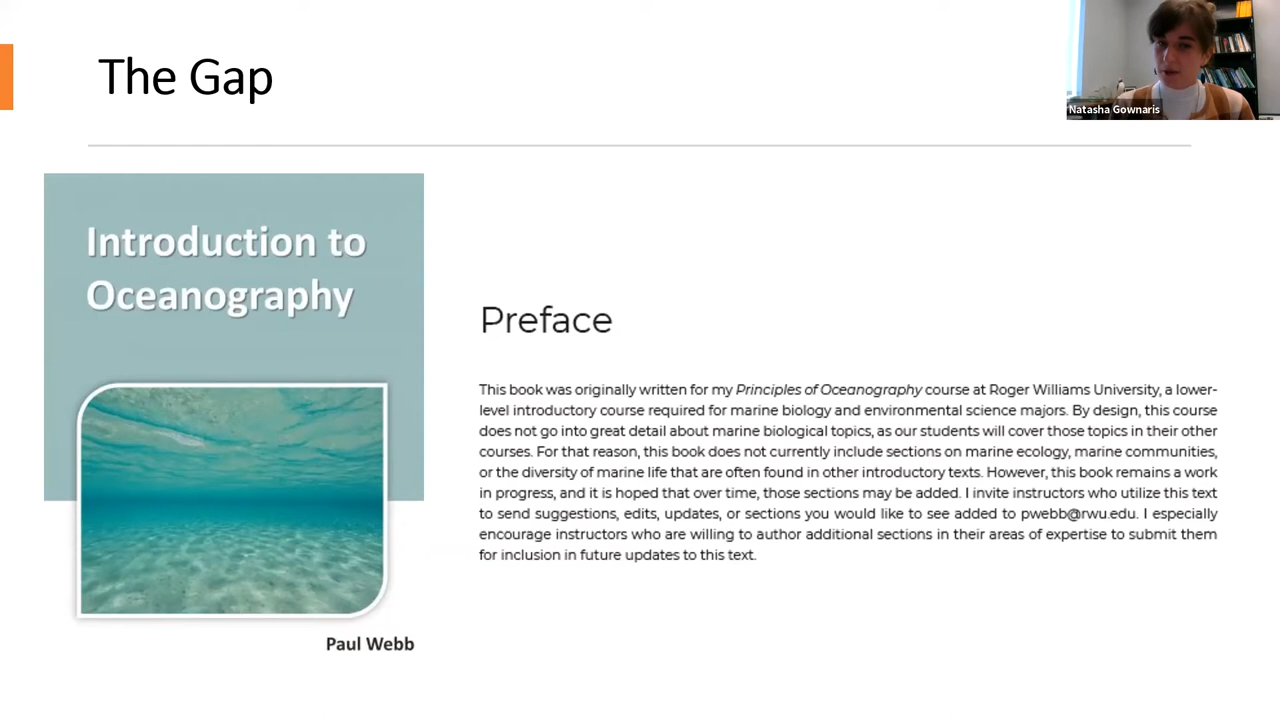 The Gap
Natasha Gownaris
Introduction to
Oceanography
Paul Webb
Preface
This book was originally written for my Principles of Oceanography course at Roger Williams University, a lower-
level introductory course required for marine biology and environmental science majors. By design, this course
does not go into great detail about marine biological topics, as our students will cover those topics in their other
courses. For that reason, this book does not currently include sections on marine ecology, marine communities,
or the diversity of marine life that are often found in other introductory texts. However, this book remains a work
in progress, and it is hoped that over time, those sections may be added. I invite instructors who utilize this text
to send suggestions, edits, updates, or sections you would like to see added to pwebb@rwu.edu. I especially
encourage instructors who are willing to author additional sections in their areas of expertise to submit them
for inclusion in future updates to this text.